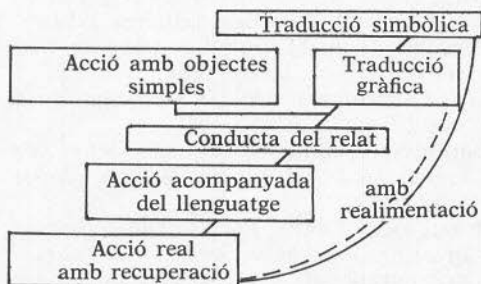 Traducció simbòlica
Acció amb objectes
simples
Traducció
gràfica
Conducta del relat
Acció acompanyada
del llenguatge
amb
realimentació
Acció real
amb recuperació